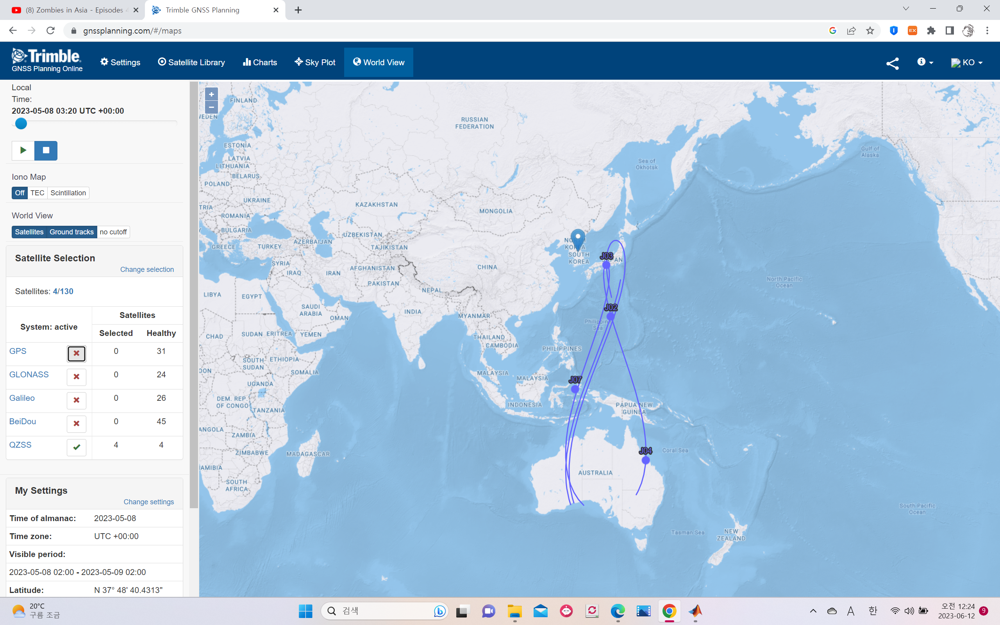 (8) Zombies in Asia - Episodes 4
Trimble GNSS Planning
gnssplanning.com/#/maps
EX
Trimble
GNSS Planning Online
Settings
Satellite Library
Charts
Sky Plot
World View
KO
Local
Time:
2023-05-08 03:20 UTC +00:00
Iono Map
Off TEC Scintillation
World View
Satellites Ground tracks no cutoff
Satellite Selection
Change selection
Satellites: 4/130
System: active
Satellites
Selected Healthy
GPS 0 31
GLONASS 0 24
Galileo 0 26
BeiDou 0 45
QZSS 4 4
My Settings
Change settings
Time of almanac: 2023-05-08
Time zone: UTC +00:00
Visible period:
2023-05-08 02:00 - 2023-05-09 02:00
Latitude: N 37° 48' 40.4313"
+
−
FINLAND
VEDEN
RUSSIAN
FEDERATION
ESTONIA
LATVIA
LITHUANIA
BELARUS
POLAND
UKRAINE
TRIA
ROMANIA
BULGARIA
GREECE
TURKEY
AZERBAIJAN
KAZAKHSTAN
UZBEKISTAN
TAJIKISTAN
MONGOLIA
SYRIA
IRAQ
IRAN
AFGHANISTAN
PAKISTAN
CHINA
NEPAL
NORTH
KOREA
SOUTH
KOREA
JAPAN
J03
J02
J07
J04
Sea of
Okhotsk
Gulf of
Alaska
North Pacific
Ocean
LIBYA
EGYPT
SAUDI
ARABIA
OMAN
INDIA
MYANMAR
Philippine
Sea
CHAD
SUDAN
ERITREA
YEMEN
THAILAND
CAMBODIA
PHILIPPINES
SOUTH
SUDAN
ETHIOPIA
SOMALIA
MALAYSIA
MALAYSIA
OON
UGANDA
DEM. REP.
OF CONGO
TANZANIA
INDONESIA
PAPUA NEW
GUINEA
ANGOLA
ZAMBIA
ZIMBABWE
MADAGASCAR
Coral Sea
AMIBIA
AUSTRALIA
SOUTH
AFRICA
South Pacific
Ocean
Tasman Sea
NEW
ZEALAND
20°C
구름 조금
검색
A
한
오전 12:24
2023-06-12
9